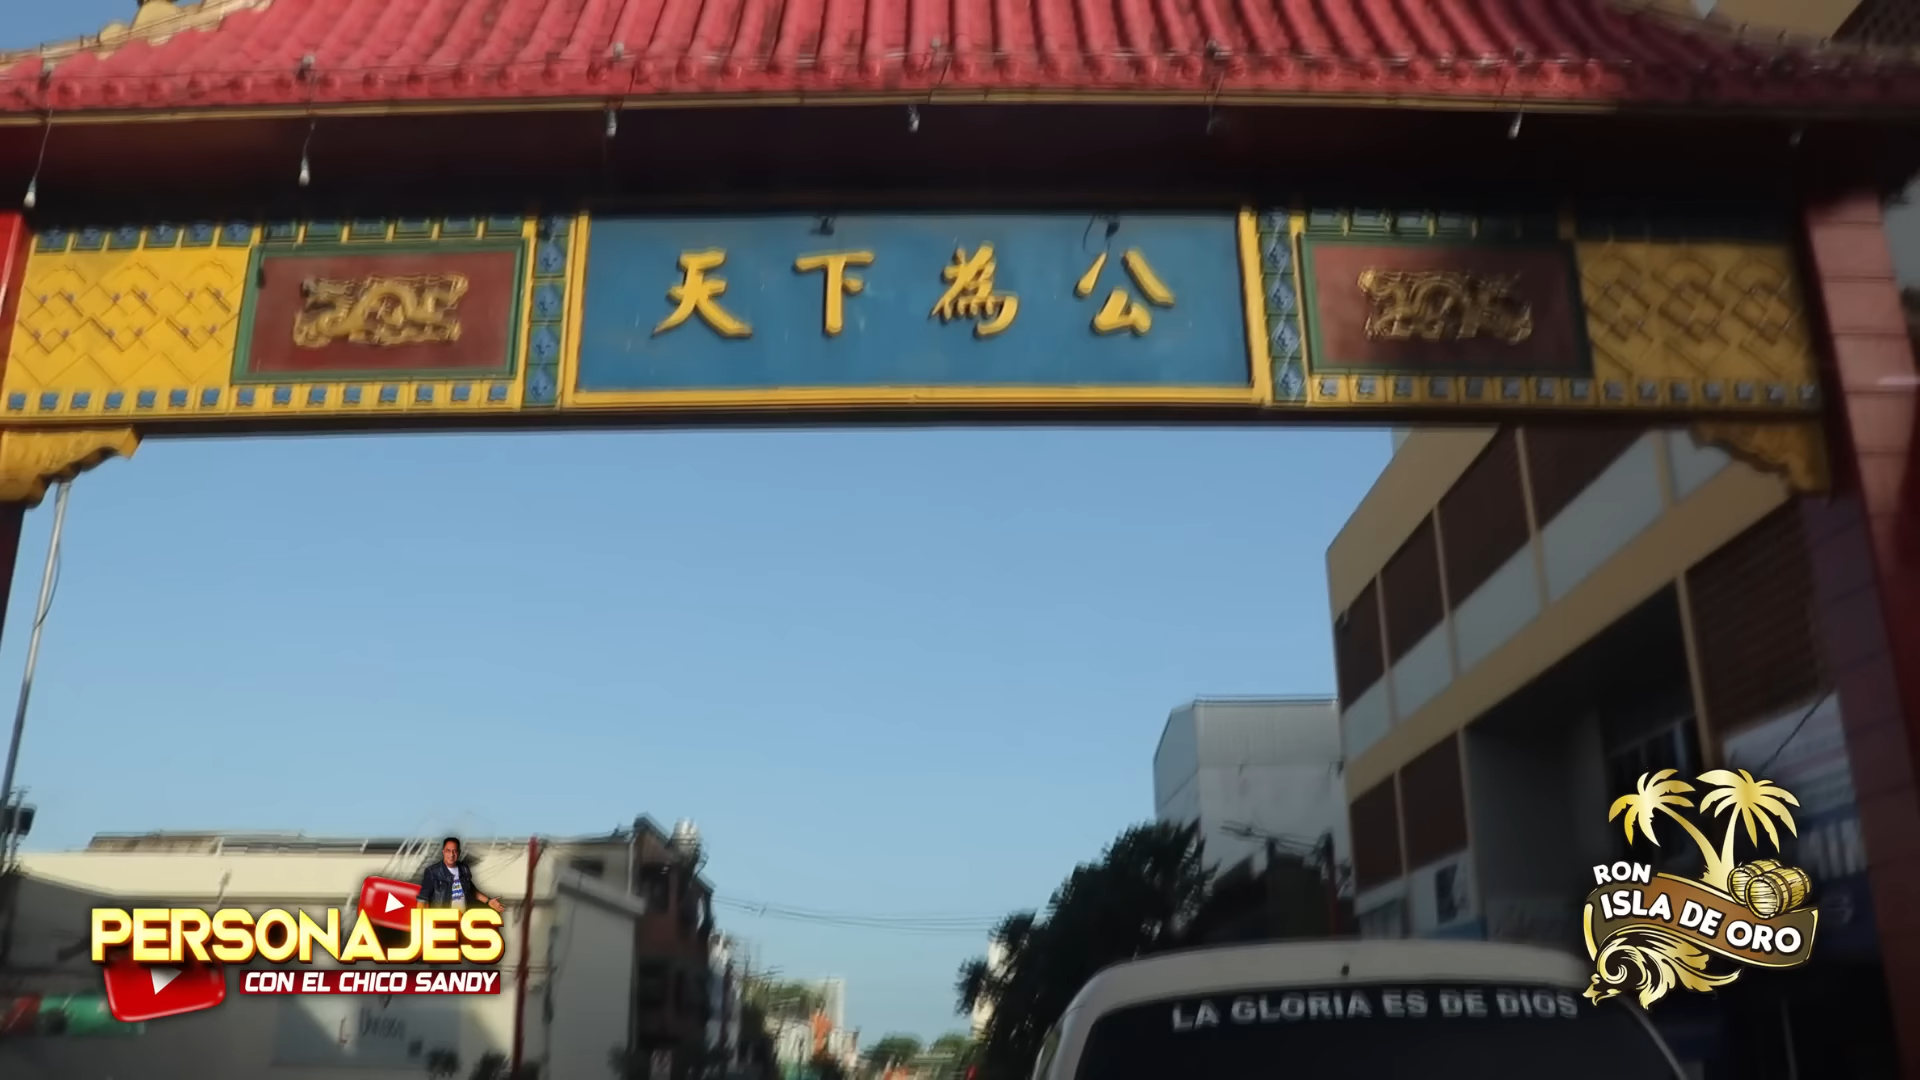 天下為公
PERSONAJES
CON EL CHICO SANDY
RON
ISLA DE ORO
LA GLORIA ES DE DIOS